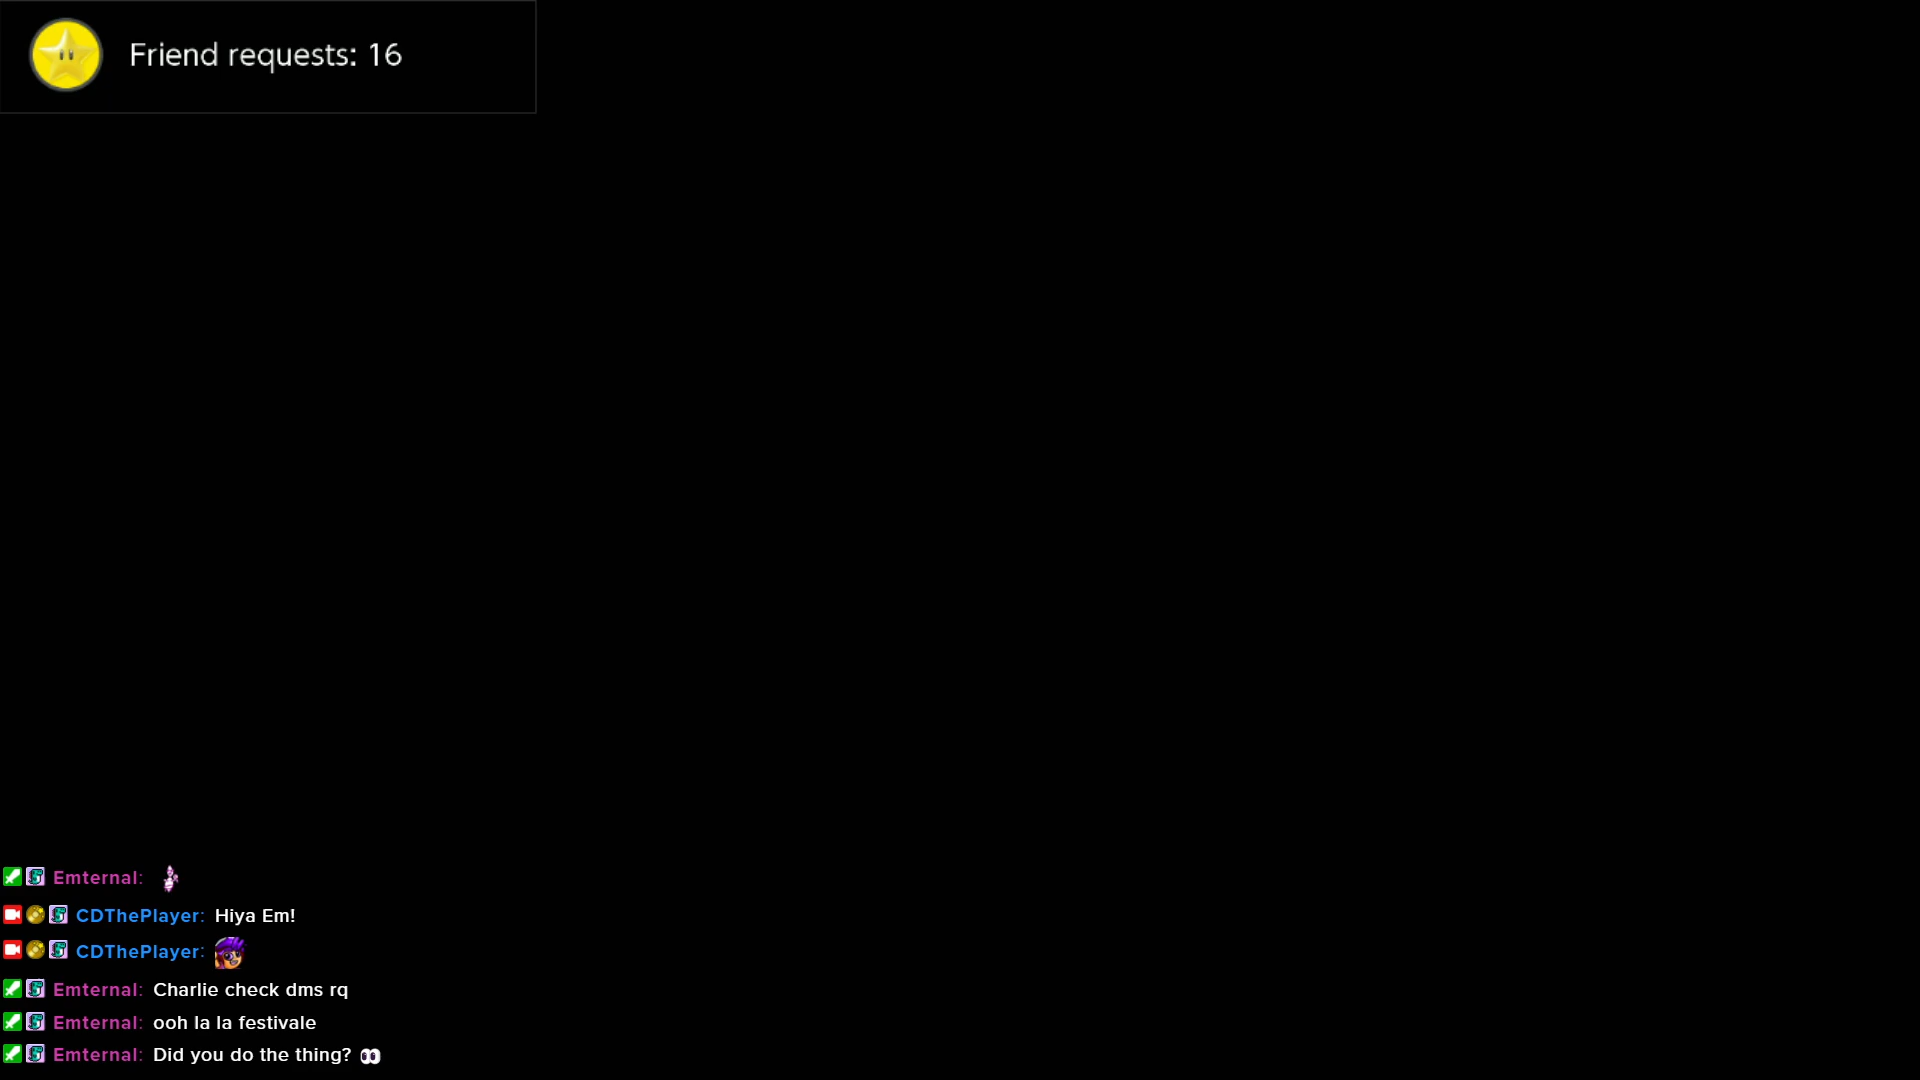 Friend requests: 16
Emternal:
CDThePlayer: Hiya Em!
CDThePlayer:
Emternal: Charlie check dms rq
Emternal: ooh la la festivale
Emternal: Did you do the thing? 👀